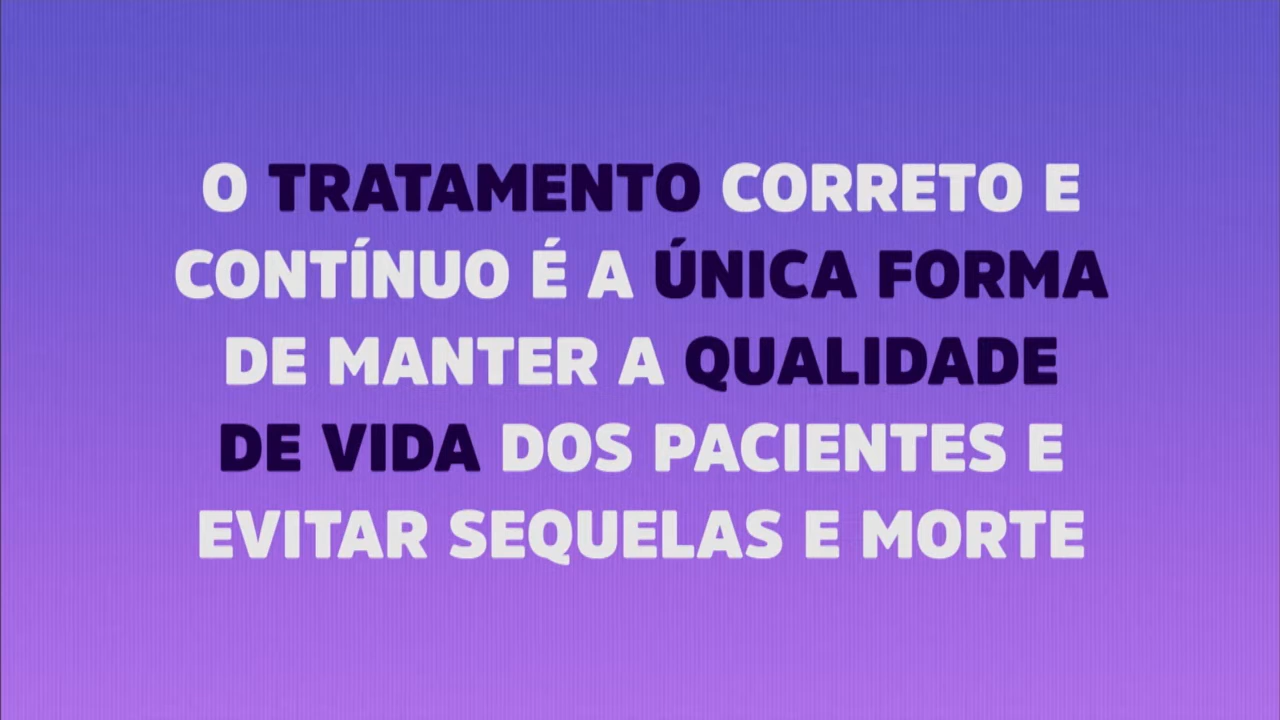 O TRATAMENTO CORRETO E
CONTÍNUO É A ÚNICA FORMA
DE MANTER A QUALIDADE
DE VIDA DOS PACIENTES E
EVITAR SEQUELAS E MORTE